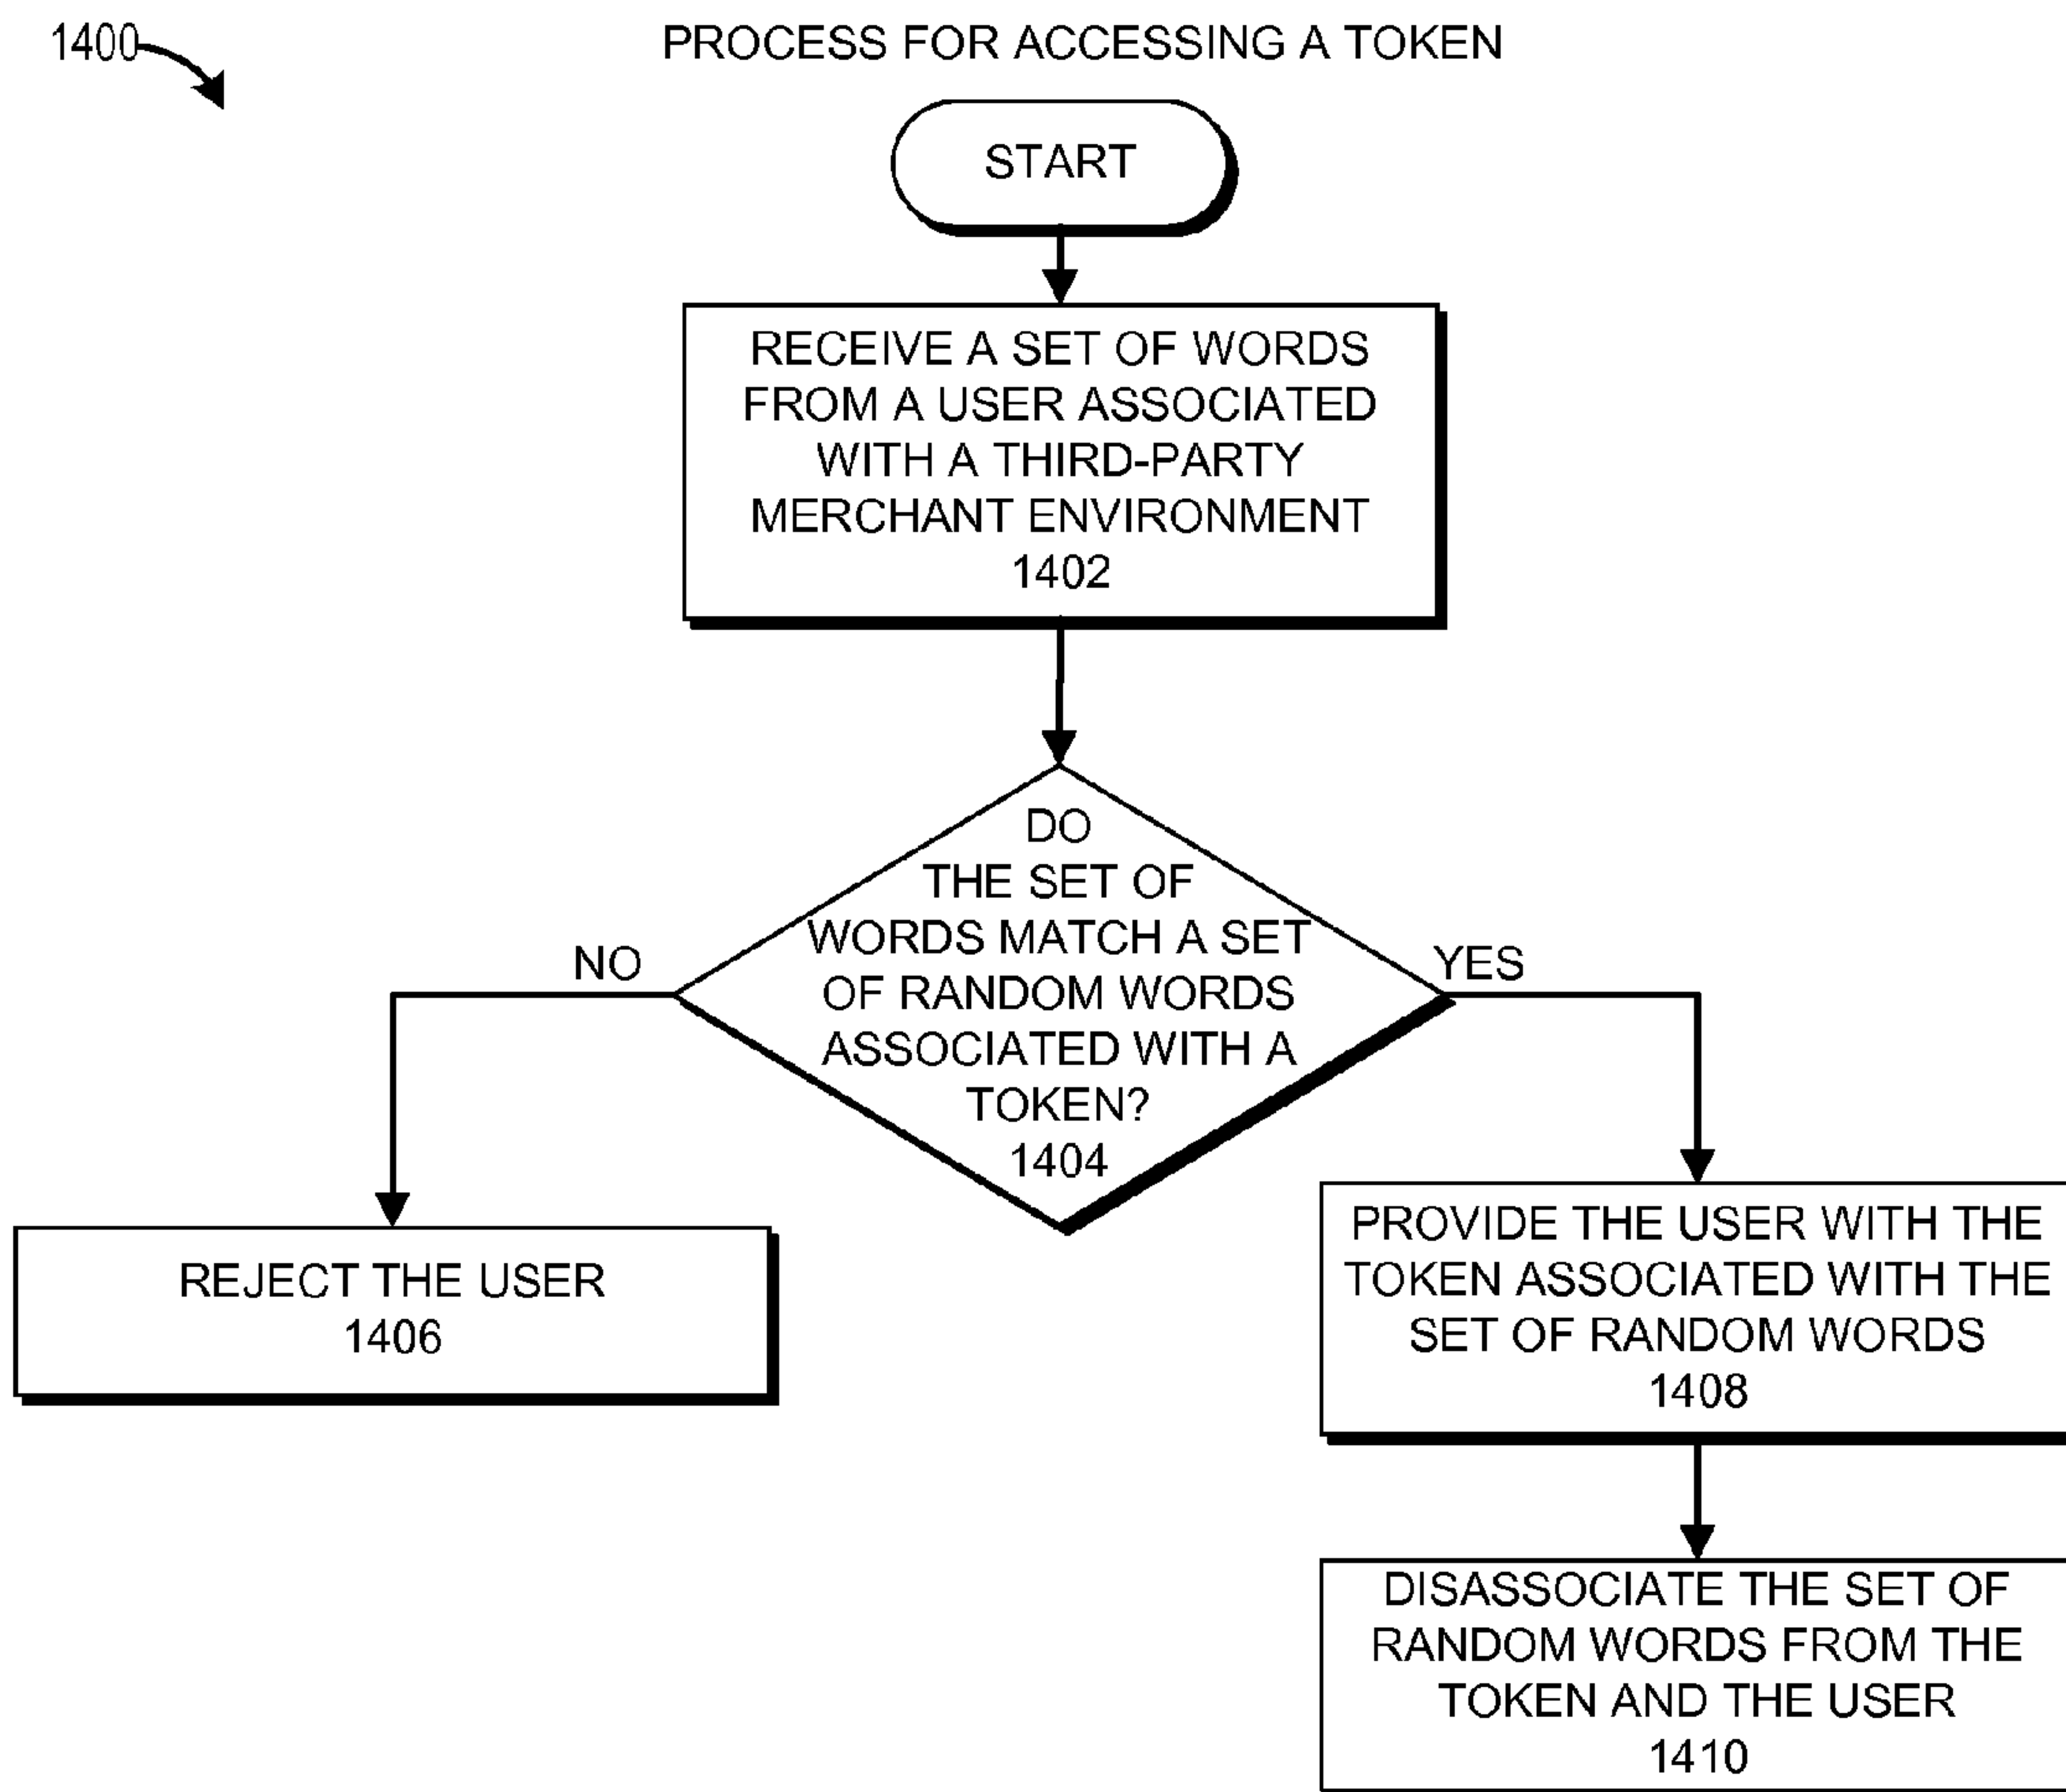 1400
PROCESS FOR ACCESSING A TOKEN
START
RECEIVE A SET OF WORDS
FROM A USER ASSOCIATED
WITH A THIRD-PARTY
MERCHANT ENVIRONMENT
1402
DO
THE SET OF
WORDS MATCH A SET
OF RANDOM WORDS
ASSOCIATED WITH A
TOKEN?
1404
NO
YES
REJECT THE USER
1406
PROVIDE THE USER WITH THE
TOKEN ASSOCIATED WITH THE
SET OF RANDOM WORDS
1408
DISASSOCIATE THE SET OF
RANDOM WORDS FROM THE
TOKEN AND THE USER
1410